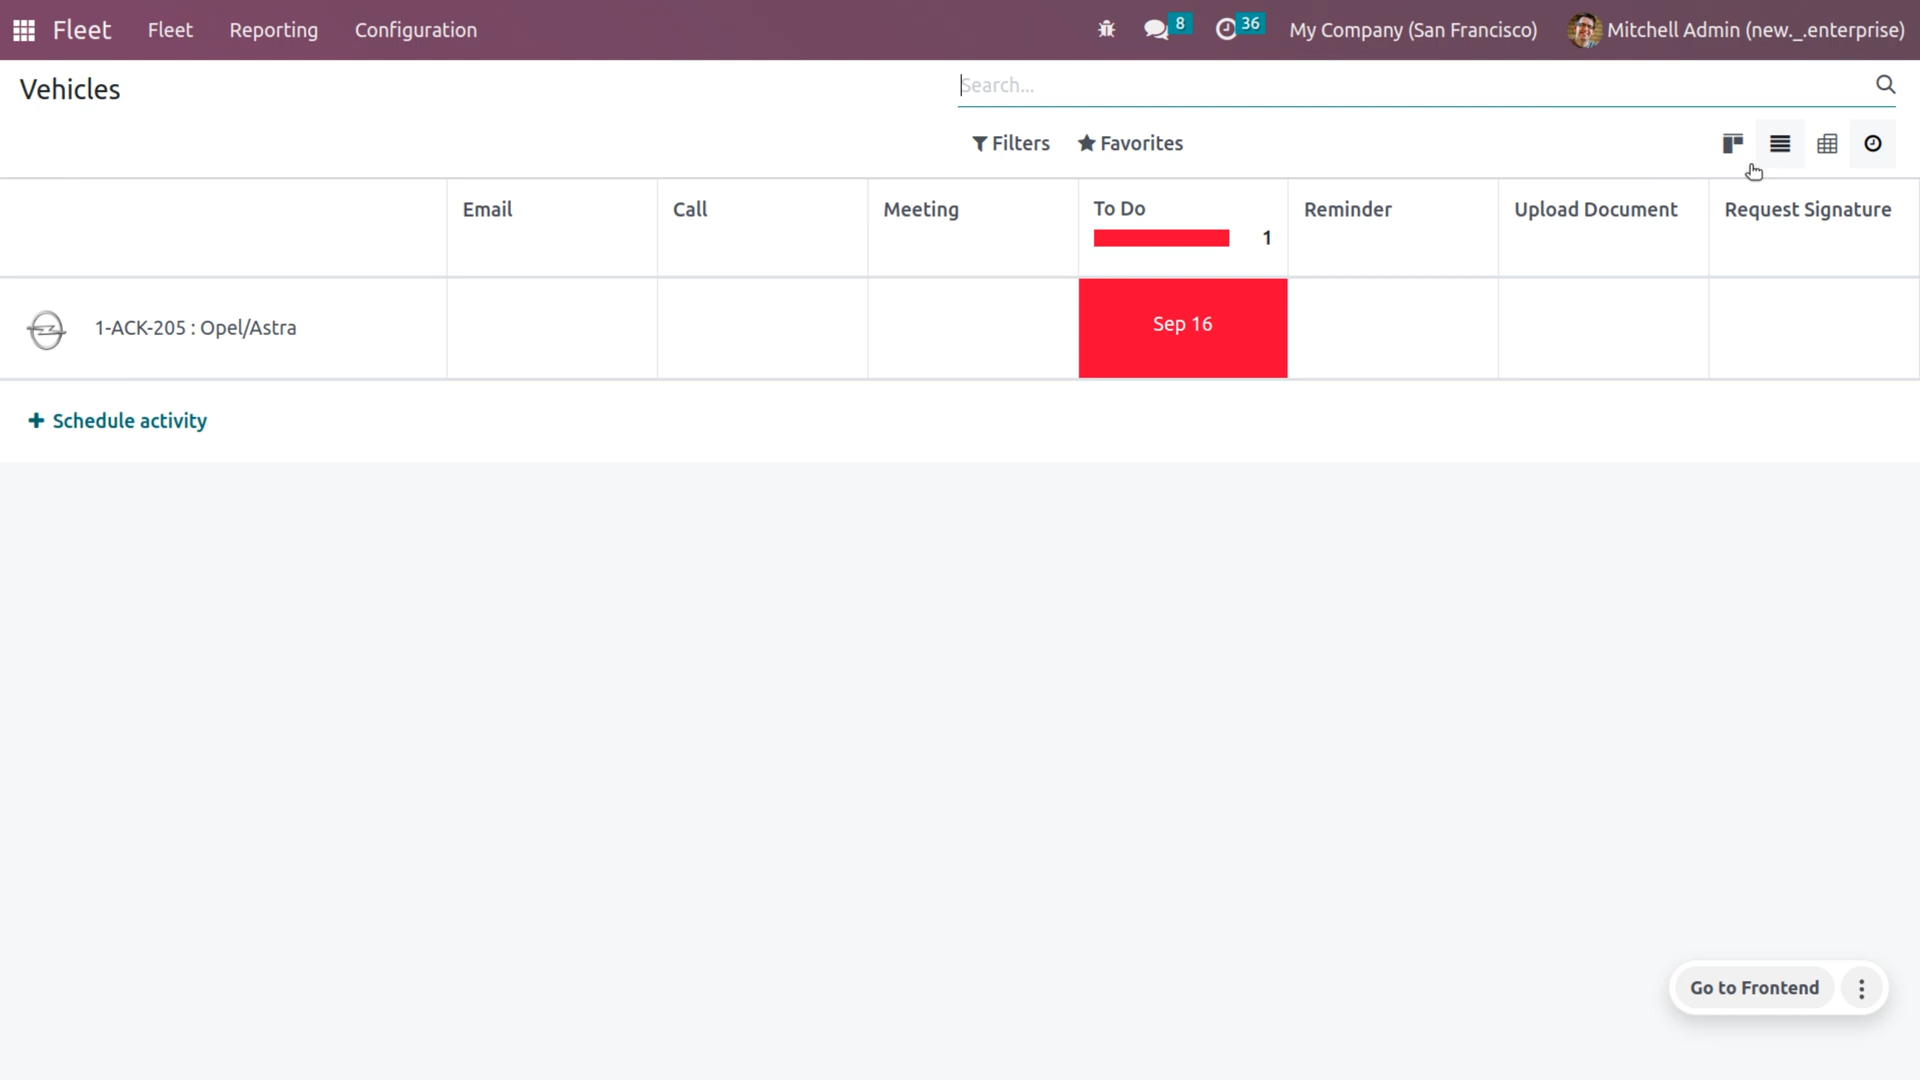 Fleet Fleet Reporting Configuration 8 36 My Company (San Francisco) Mitchell Admin (new._.enterprise)
Vehicles Search...
Filters Favorites
Email Call Meeting To Do Reminder Upload Document Request Signature
1
1-ACK-205 : Opel/Astra Sep 16
Schedule activity
Go to Frontend